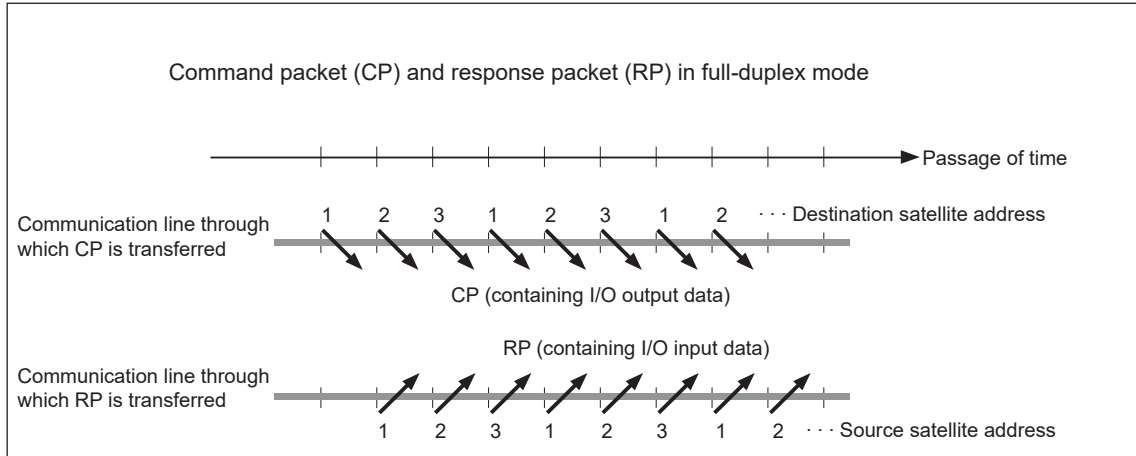 Command packet (CP) and response packet (RP) in full-duplex mode
Passage of time
1 2 3 1 2 3 1 2 · · · Destination satellite address
Communication line through
which CP is transferred
CP (containing I/O output data)
RP (containing I/O input data)
Communication line through
which RP is transferred
1 2 3 1 2 3 1 2 · · · Source satellite address